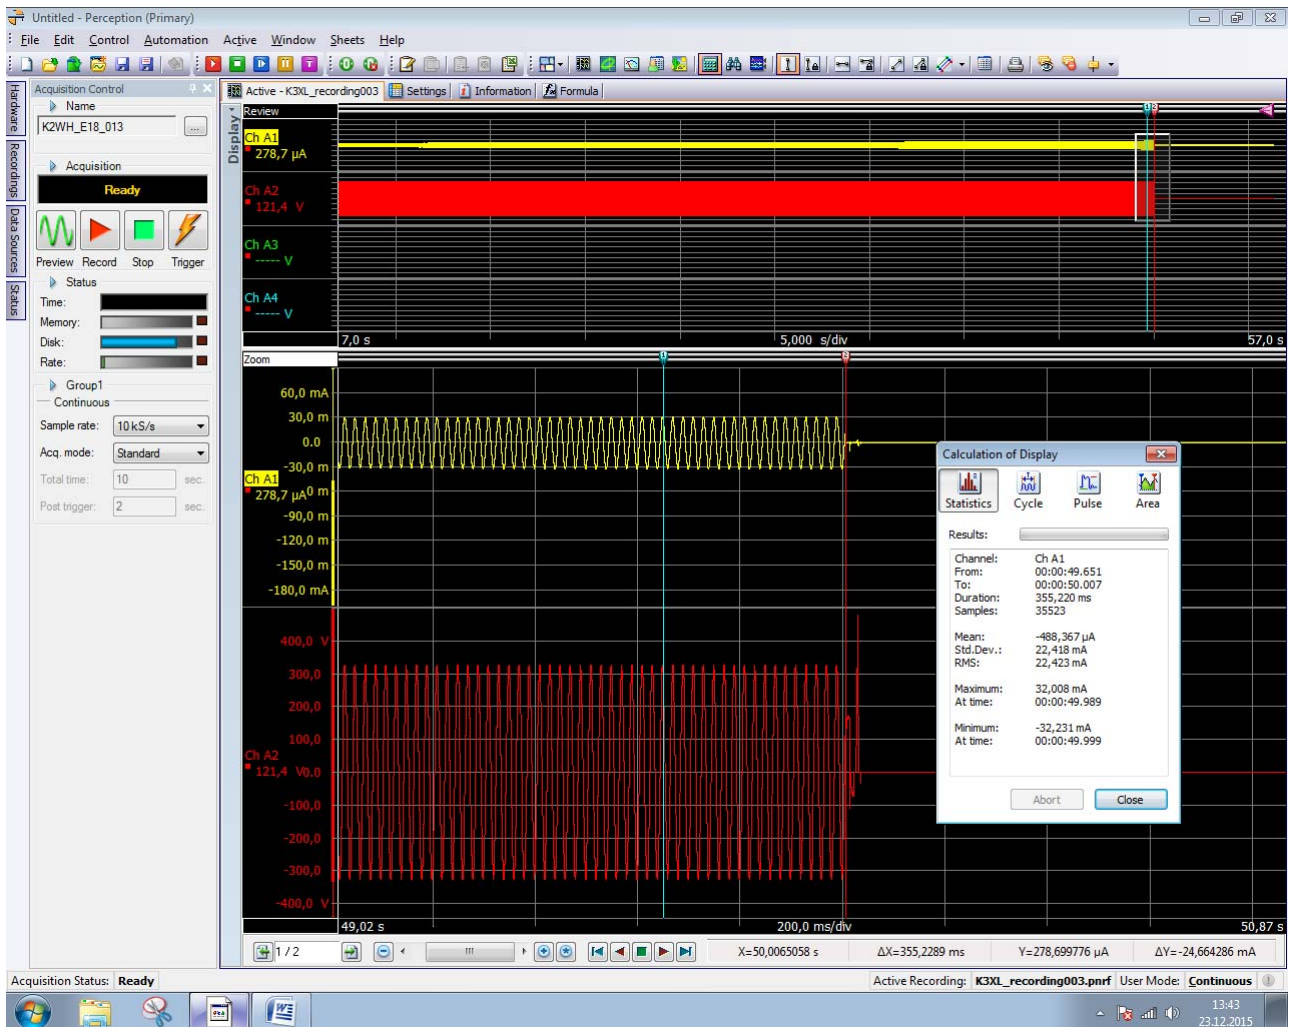 Untitled - Perception (Primary)
File Edit Control Automation Active Window Sheets Help
Hardware
Recordings
Data Sources
Status
Acquisition Control
Name
K2WH_E18_013
...
Acquisition
Ready
Preview Record Stop Trigger
Status
Time:
Memory:
Disk:
Rate:
Group1
Continuous
Sample rate: 10 kS/s
Acq. mode: Standard
Total time: 10 sec.
Post trigger: 2 sec.
Active - K3XL_recording003 Settings Information Formula
Display
Review
Ch A1
278,7 µA
Ch A2
121,4 V
Ch A3
----- V
Ch A4
----- V
7,0 s 5,000 s/div 57,0 s
Zoom
1 2
60,0 mA
30,0 m
0.0
-30,0 m
Ch A1
278,7 µA 0 m
-90,0 m
-120,0 m
-150,0 m
-180,0 mA
400,0 V
300,0
200,0
100,0
Ch A2
121,4 V 0.0
-100,0
-200,0
-300,0
-400,0 V
49,02 s 200,0 ms/div 50,87 s
Calculation of Display
Statistics Cycle Pulse Area
Results:
Channel: Ch A1
From: 00:00:49.651
To: 00:00:50.007
Duration: 355,220 ms
Samples: 35523
Mean: -488,367 µA
Std.Dev.: 22,418 mA
RMS: 22,423 mA
Maximum: 32,008 mA
At time: 00:00:49.989
Minimum: -32,231 mA
At time: 00:00:49.999
Abort Close
1 / 2 X=50,0065058 s ΔX=355,2289 ms Y=278,699776 µA ΔY=-24,664286 mA
Acquisition Status: Ready Active Recording: K3XL_recording003.pnrf User Mode: Continuous
13:43
23.12.2015